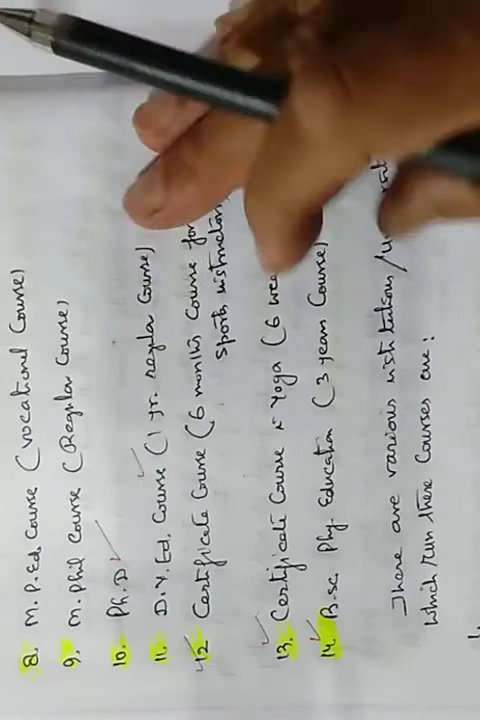 8. M.P.Ed. Course (Vocational Course)
9. M.Phil Course (Regular Course)
10. Ph.D
11. D.Y.Ed. Course (1 yr. regular Course)
12 Certificate Course (6 months Course for
Sports instruction
13. Certificate Course in Yoga (6
14. B.sc. Phy. Education (3 years Course)
There are various institutions /
which run these Courses are: